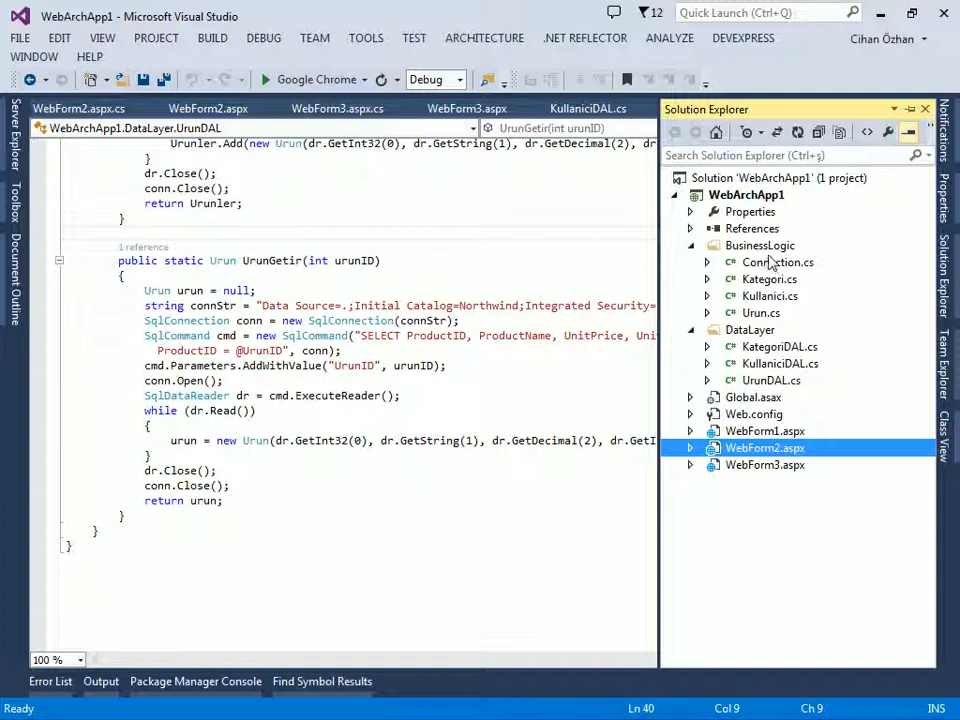 WebArchApp1 - Microsoft Visual Studio
12
Quick Launch (Ctrl+Q)
FILE EDIT VIEW PROJECT BUILD DEBUG TEAM TOOLS TEST ARCHITECTURE .NET REFLECTOR ANALYZE DEVEXPRESS
Cihan Özhan
WINDOW HELP
Google Chrome
Debug
WebForm2.aspx.cs WebForm2.aspx WebForm3.aspx.cs WebForm3.aspx KullaniciDAL.cs
WebArchApp1.DataLayer.UrunDAL
UrunGetir(int urunID)
Server Explorer
Toolbox
Document Outline
Urunler.Add(new Urun(dr.GetInt32(0), dr.GetString(1), dr.GetDecimal(2), d
}
dr.Close();
conn.Close();
return Urunler;
}
1 reference
public static Urun UrunGetir(int urunID)
{
Urun urun = null;
string connStr = "Data Source=.;Initial Catalog=Northwind;Integrated Security=
SqlConnection conn = new SqlConnection(connStr);
SqlCommand cmd = new SqlCommand("SELECT ProductID, ProductName, UnitPrice, Uni
ProductID = @UrunID", conn);
cmd.Parameters.AddWithValue("UrunID", urunID);
conn.Open();
SqlDataReader dr = cmd.ExecuteReader();
while (dr.Read())
{
urun = new Urun(dr.GetInt32(0), dr.GetString(1), dr.GetDecimal(2), dr.GetI
}
dr.Close();
conn.Close();
return urun;
}
}
}
100 %
Solution Explorer
Search Solution Explorer (Ctrl+ş)
Solution 'WebArchApp1' (1 project)
WebArchApp1
Properties
References
BusinessLogic
Connection.cs
Kategori.cs
Kullanici.cs
Urun.cs
DataLayer
KategoriDAL.cs
KullaniciDAL.cs
UrunDAL.cs
Global.asax
Web.config
WebForm1.aspx
WebForm2.aspx
WebForm3.aspx
Notifications
Properties
Solution Explorer
Team Explorer
Class View
Error List Output Package Manager Console Find Symbol Results
Ready
Ln 40 Col 9 Ch 9 INS